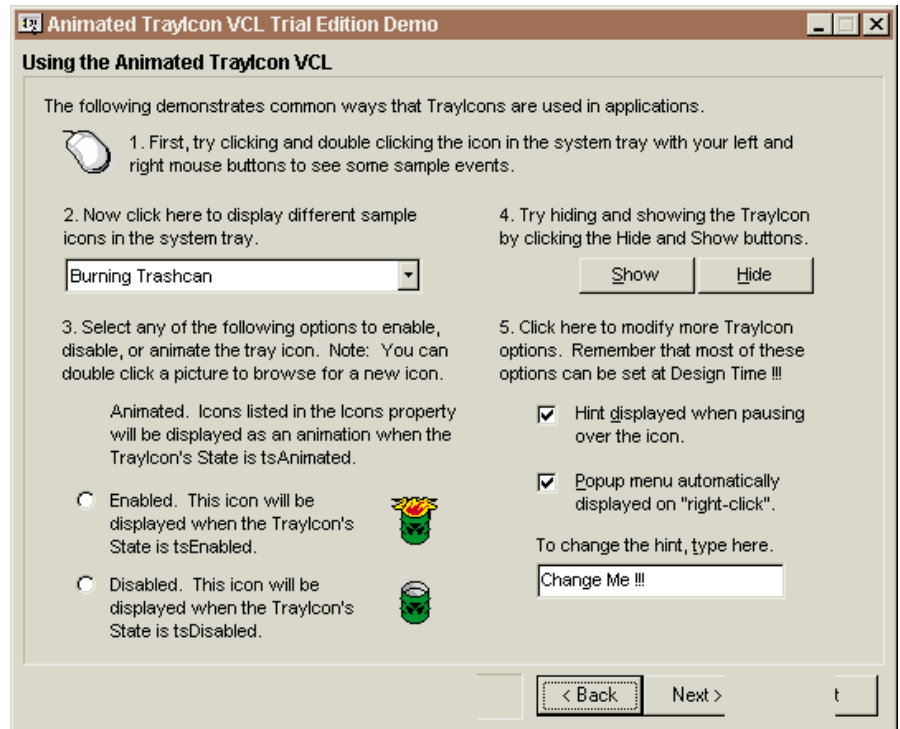 Animated TrayIcon VCL Trial Edition Demo
Using the Animated TrayIcon VCL
The following demonstrates common ways that TrayIcons are used in applications.
1. First, try clicking and double clicking the icon in the system tray with your left and
right mouse buttons to see some sample events.
2. Now click here to display different sample
icons in the system tray.
Burning Trashcan
3. Select any of the following options to enable,
disable, or animate the tray icon. Note: You can
double click a picture to browse for a new icon.
Animated. Icons listed in the Icons property
will be displayed as an animation when the
TrayIcon's State is tsAnimated.
Enabled. This icon will be
displayed when the TrayIcon's
State is tsEnabled.
Disabled. This icon will be
displayed when the TrayIcon's
State is tsDisabled.
4. Try hiding and showing the TrayIcon
by clicking the Hide and Show buttons.
Show Hide
5. Click here to modify more TrayIcon
options. Remember that most of these
options can be set at Design Time !!!
Hint displayed when pausing
over the icon.
Popup menu automatically
displayed on "right-click".
To change the hint, type here.
Change Me !!!
< Back Next > t